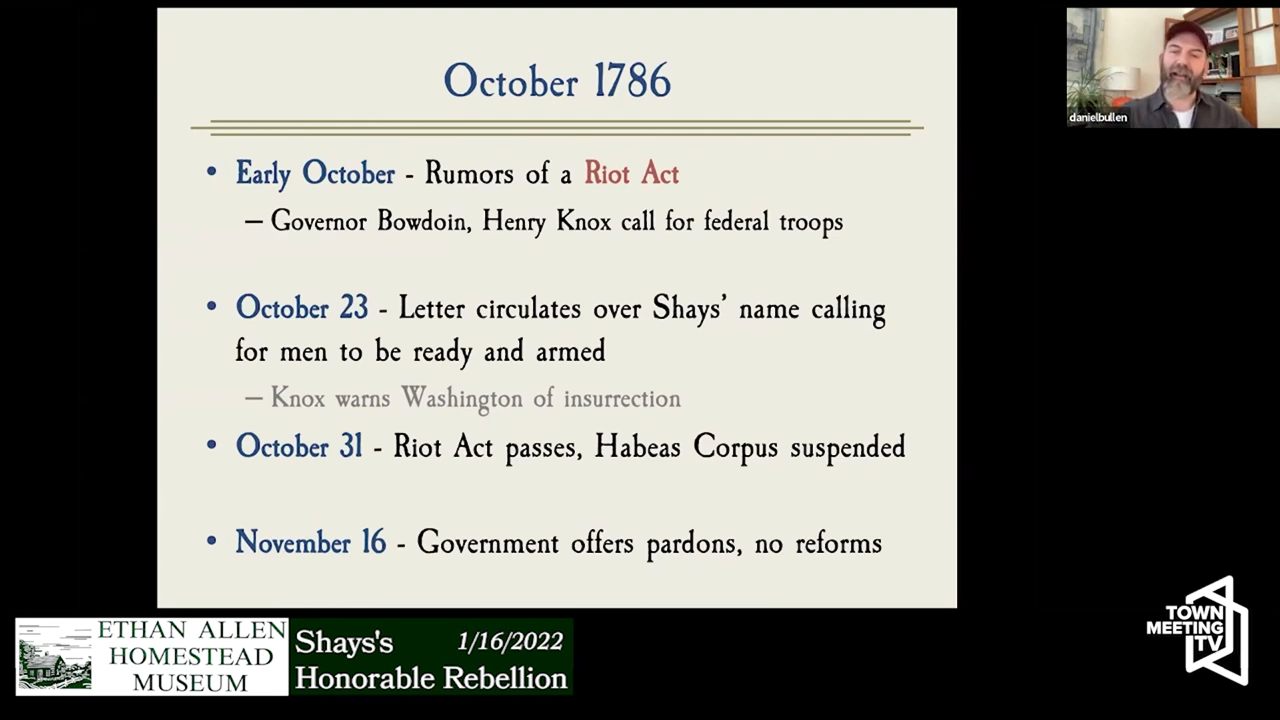 October 1786
• Early October - Rumors of a Riot Act
– Governor Bowdoin, Henry Knox call for federal troops
• October 23 - Letter circulates over Shays’ name calling
for men to be ready and armed
– Knox warns Washington of insurrection
• October 31 - Riot Act passes, Habeas Corpus suspended
• November 16 - Government offers pardons, no reforms
danielbullen
ETHAN ALLEN
HOMESTEAD
MUSEUM
Shays's 1/16/2022
Honorable Rebellion
TOWN
MEETING
TV